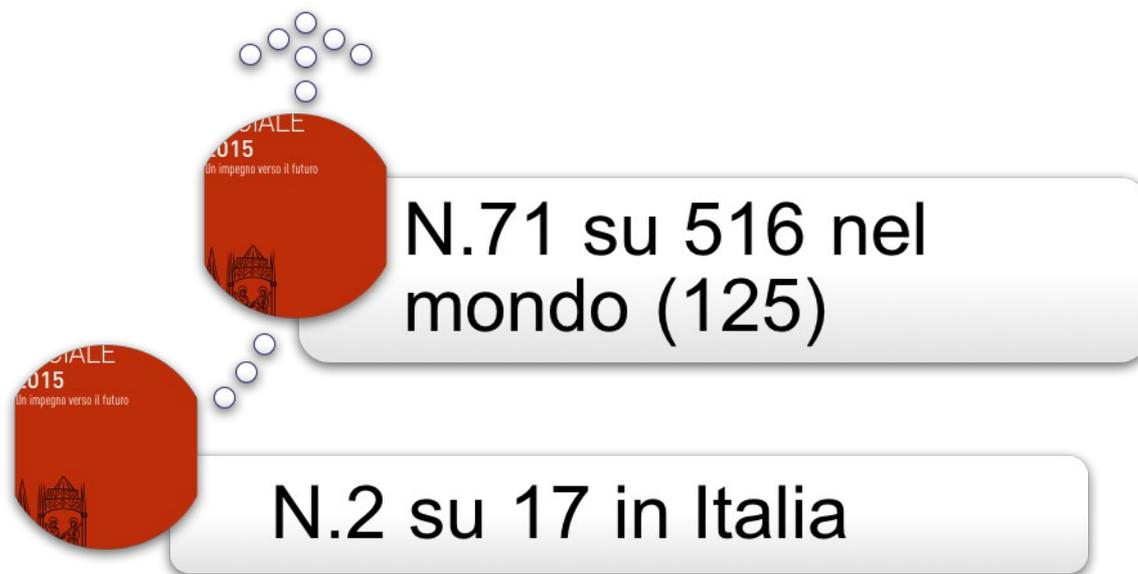 CIALE
2015
Un impegno verso il futuro
N.71 su 516 nel
mondo (125)
CIALE
2015
Un impegno verso il futuro
N.2 su 17 in Italia